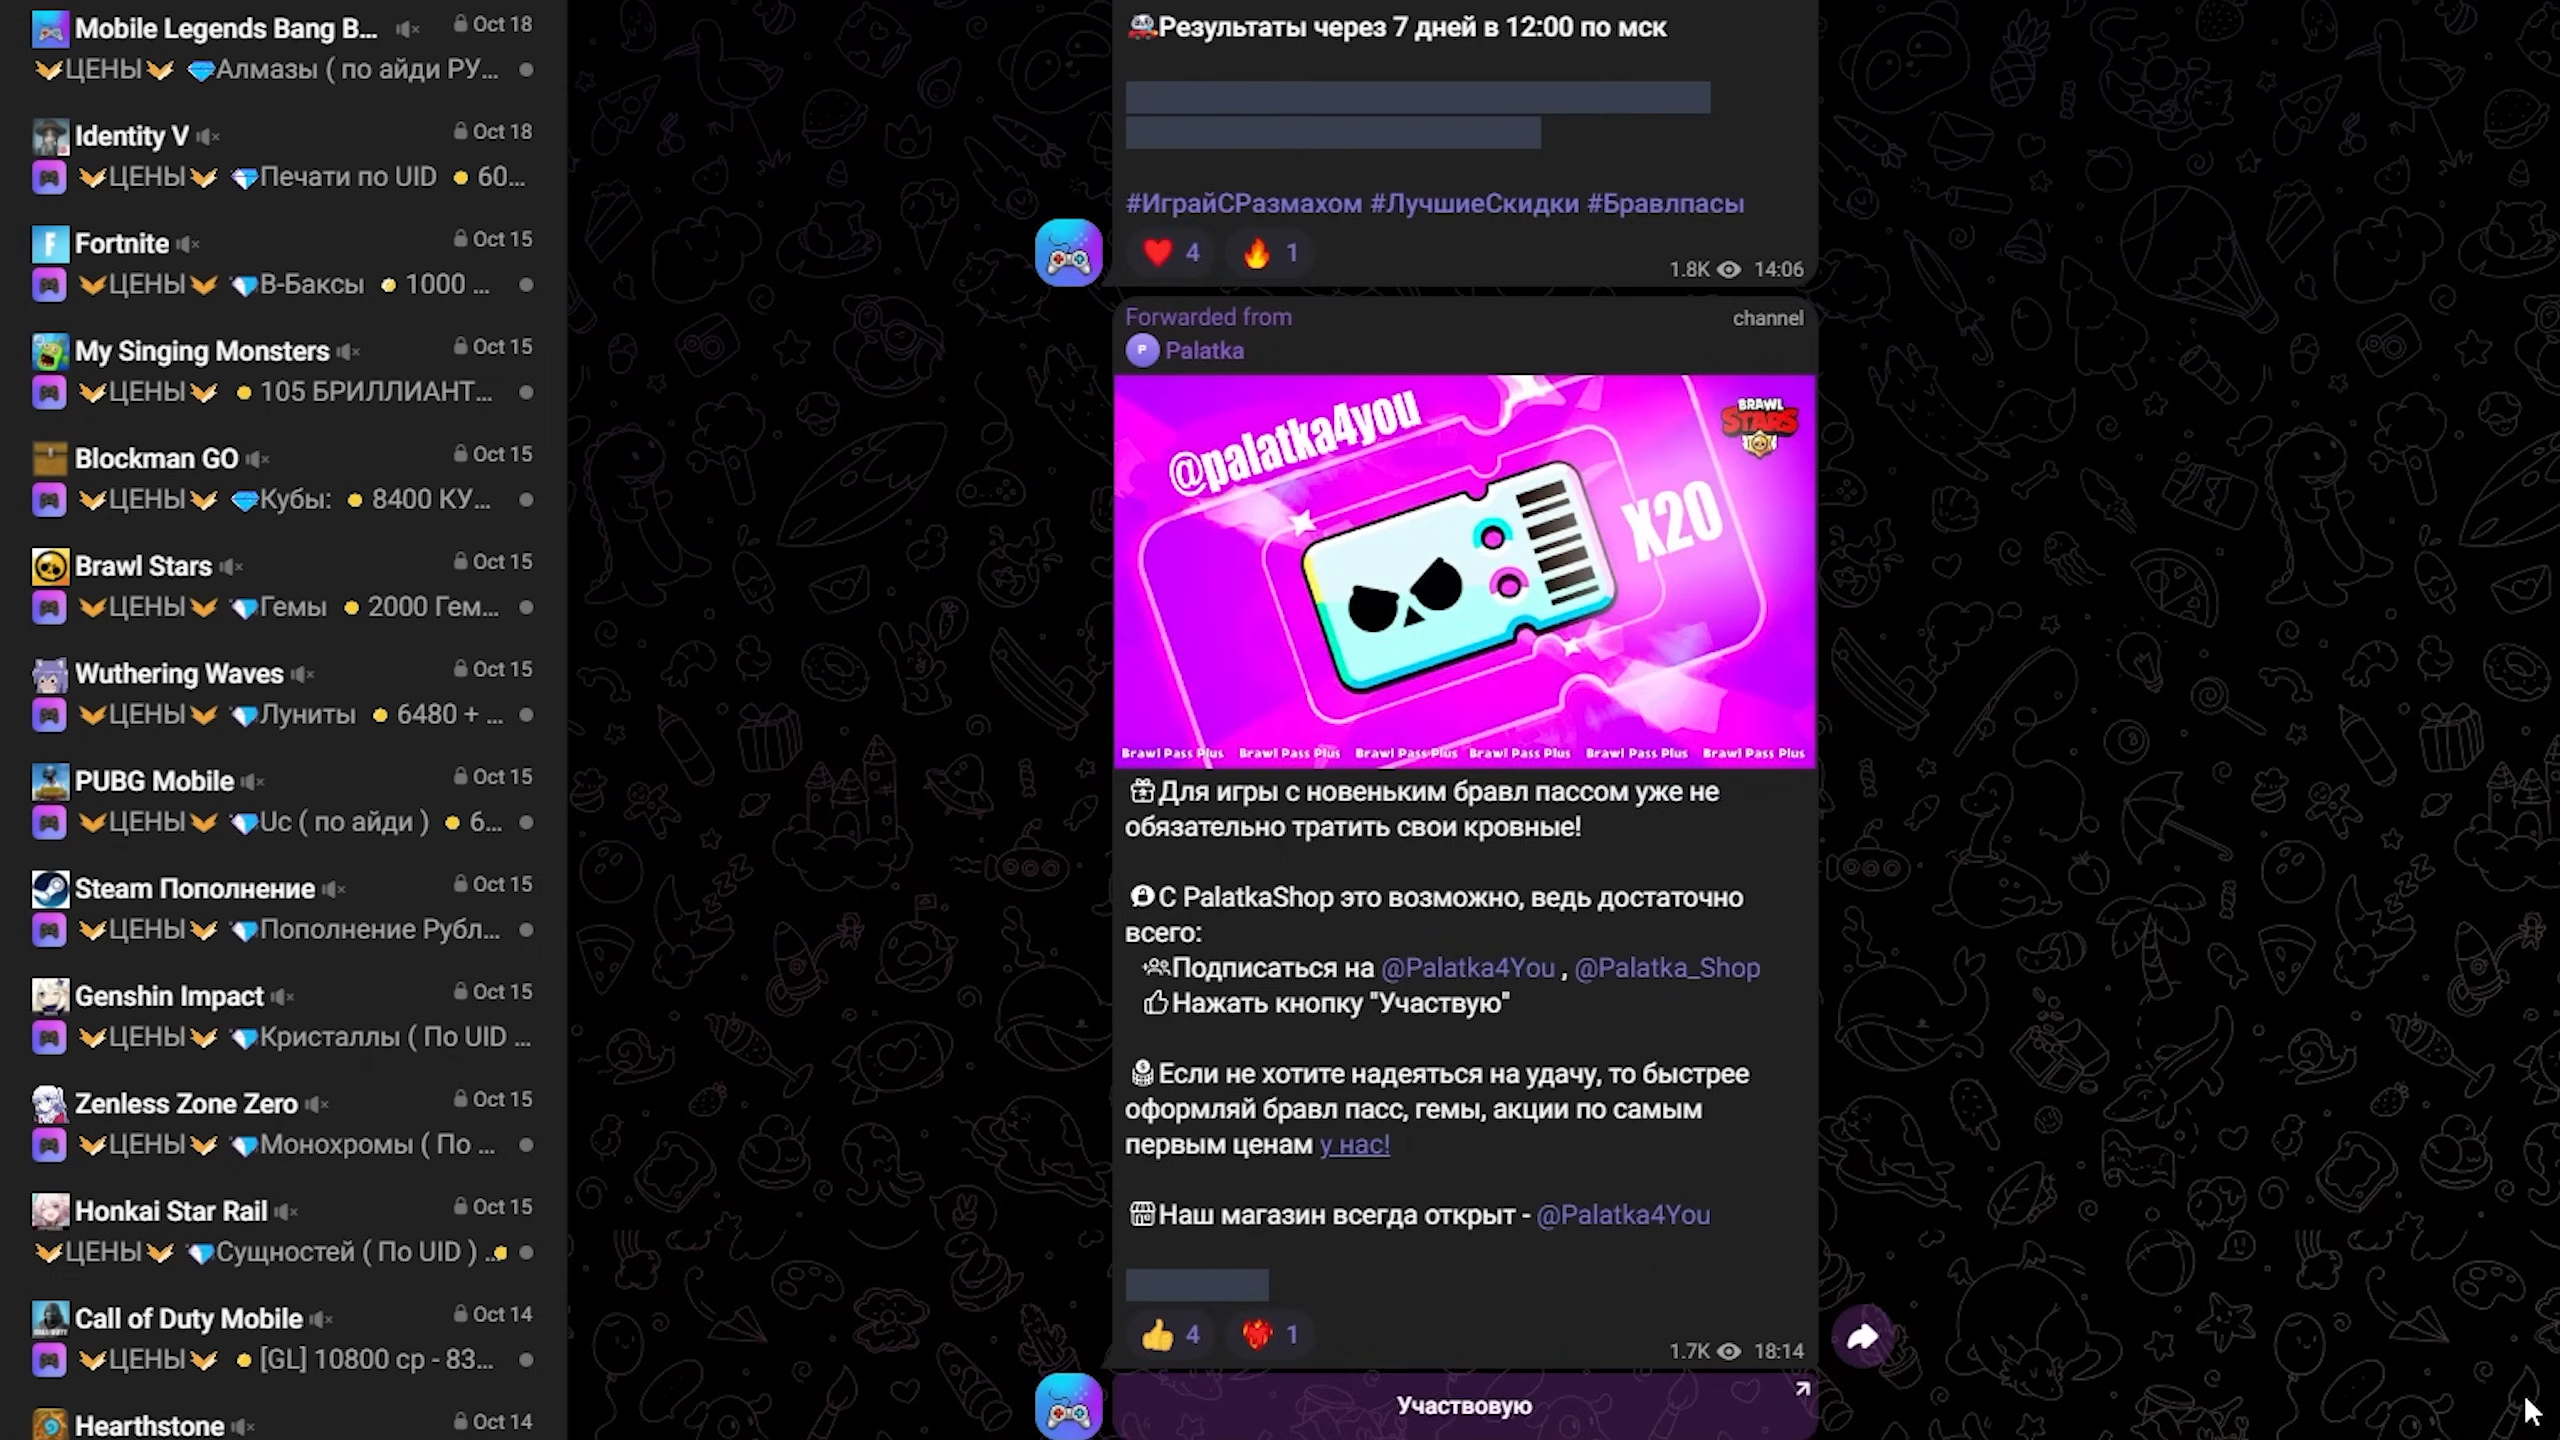 Mobile Legends Bang B... Oct 18
ЦЕНЫ Алмазы ( по айди РУ...
Identity V Oct 18
ЦЕНЫ Печати по UID 60...
Fortnite Oct 15
ЦЕНЫ В-Баксы 1000 ...
My Singing Monsters Oct 15
ЦЕНЫ 105 БРИЛЛИАНТ...
Blockman GO Oct 15
ЦЕНЫ Кубы: 8400 КУ...
Brawl Stars Oct 15
ЦЕНЫ Гемы 2000 Гем...
Wuthering Waves Oct 15
ЦЕНЫ Луниты 6480 + ...
PUBG Mobile Oct 15
ЦЕНЫ Uc ( по айди ) 6...
Steam Пополнение Oct 15
ЦЕНЫ Пополнение Рубл...
Genshin Impact Oct 15
ЦЕНЫ Кристаллы ( По UID ...
Zenless Zone Zero Oct 15
ЦЕНЫ Монохромы ( По ...
Honkai Star Rail Oct 15
ЦЕНЫ Сущностей ( По UID ) ..
Call of Duty Mobile Oct 14
ЦЕНЫ [GL] 10800 cp - 83...
Hearthstone Oct 14
Результаты через 7 дней в 12:00 по мск
#ИграйСРазмахом #ЛучшиеСкидки #Бравлпасы
4 1
1.8K 14:06
Forwarded from channel
P Palatka
@palatka4you
BRAWL
STARS
X20
Brawl Pass Plus Brawl Pass Plus Brawl Pass Plus Brawl Pass Plus Brawl Pass Plus Brawl Pass Plus
Для игры с новеньким бравл пассом уже не
обязательно тратить свои кровные!
С PalatkaShop это возможно, ведь достаточно
всего:
Подписаться на @Palatka4You , @Palatka_Shop
Нажать кнопку "Участвую"
Если не хотите надеяться на удачу, то быстрее
оформляй бравл пасс, гемы, акции по самым
первым ценам у нас!
Наш магазин всегда открыт - @Palatka4You
4 1
1.7K 18:14
Участвовую